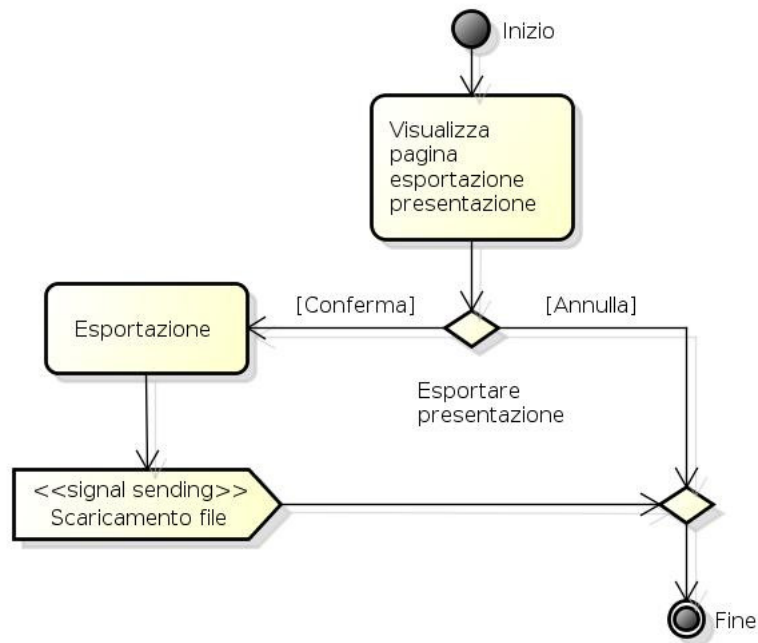 Inizio
Visualizza
pagina
esportazione
presentazione
[Conferma]
[Annulla]
Esportazione
Esportare
presentazione
<<signal sending>>
Scaricamento file
Fine